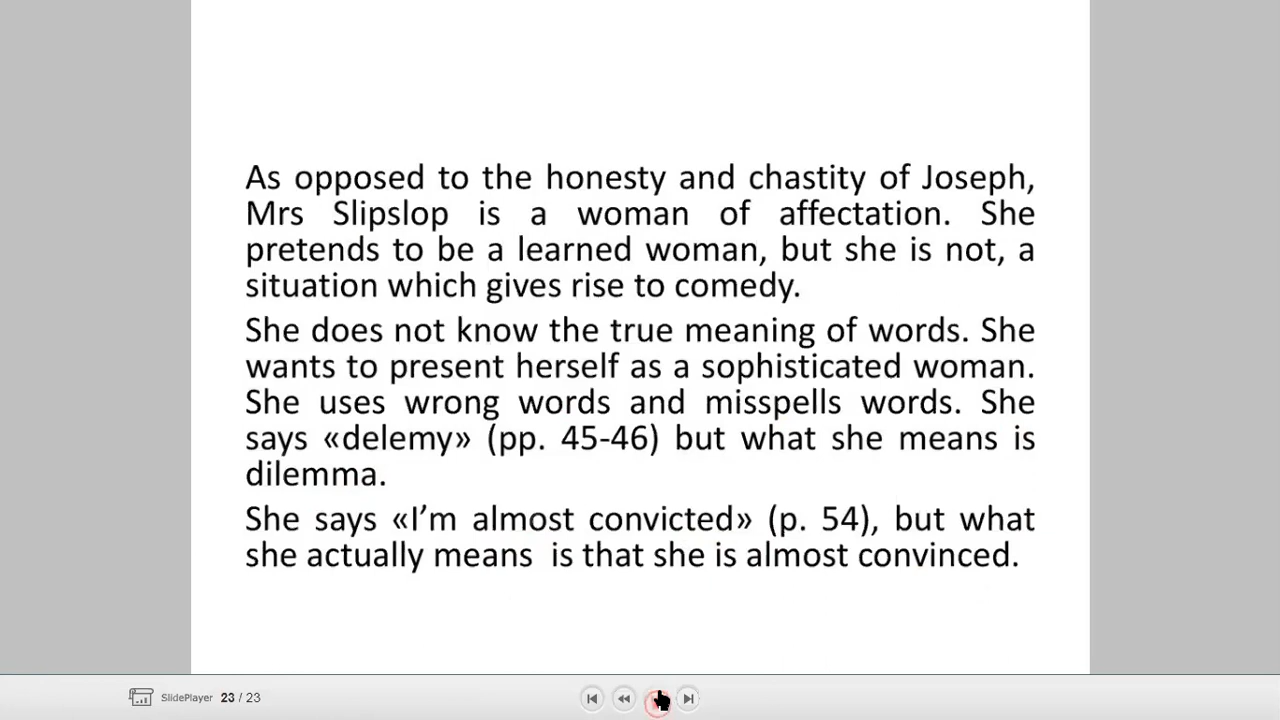 As opposed to the honesty and chastity of Joseph,
Mrs Slipslop is a woman of affectation. She
pretends to be a learned woman, but she is not, a
situation which gives rise to comedy.
She does not know the true meaning of words. She
wants to present herself as a sophisticated woman.
She uses wrong words and misspells words. She
says «delemy» (pp. 45-46) but what she means is
dilemma.
She says «I’m almost convicted» (p. 54), but what
she actually means  is that she is almost convinced.
SlidePlayer 23 / 23